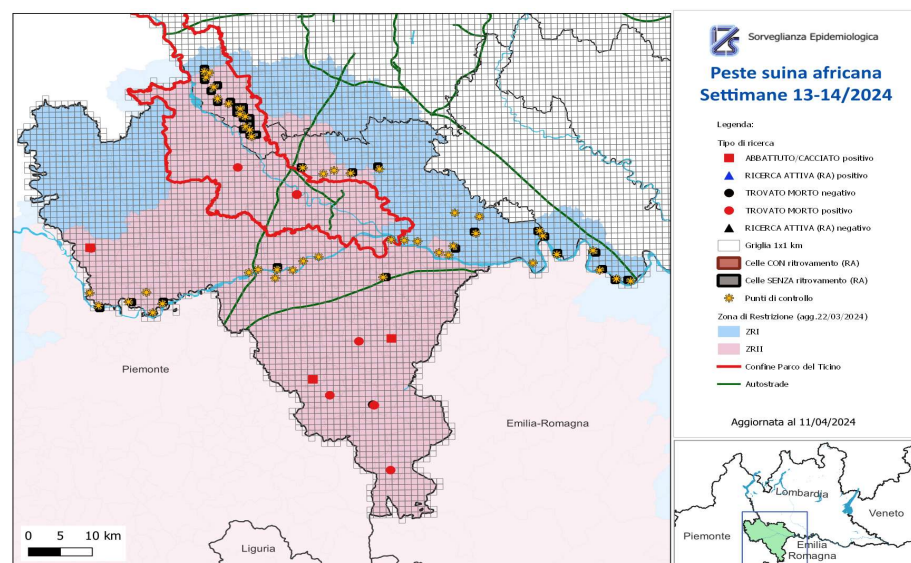 Piemonte
Emilia-Romagna
Liguria
0 5 10 km
Sorveglianza Epidemiologica
Peste suina africana
Settimane 13-14/2024
Legenda:
Tipo di ricerca
ABBATTUTO/CACCIATO positivo
RICERCA ATTIVA (RA) positivo
TROVATO MORTO negativo
TROVATO MORTO positivo
RICERCA ATTIVA (RA) negativo
Griglia 1x1 km
Celle CON ritrovamento (RA)
Celle SENZA ritrovamento (RA)
Punti di controllo
Zona di Restrizione (agg.22/03/2024)
ZRI
ZRII
Confine Parco del Ticino
Autostrade
Aggiornata al 11/04/2024
Lombardia
Veneto
Piemonte
Emilia
Romagna